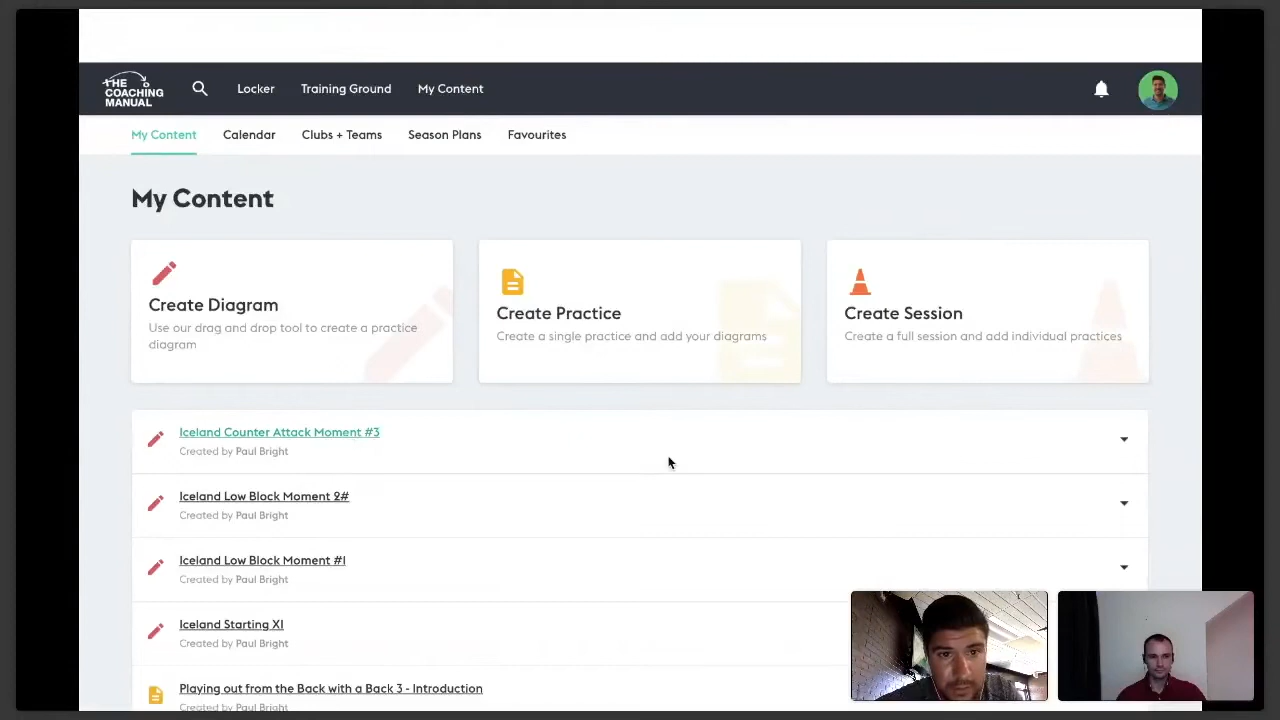 THE
COACHING
MANUAL
Locker
Training Ground
My Content
My Content
Calendar
Clubs + Teams
Season Plans
Favourites
My Content
Create Diagram
Use our drag and drop tool to create a practice
diagram
Create Practice
Create a single practice and add your diagrams
Create Session
Create a full session and add individual practices
Iceland Counter Attack Moment #3
Created by Paul Bright
Iceland Low Block Moment 2#
Created by Paul Bright
Iceland Low Block Moment #1
Created by Paul Bright
Iceland Starting XI
Created by Paul Bright
Playing out from the Back with a Back 3 - Introduction
Created by Paul Bright